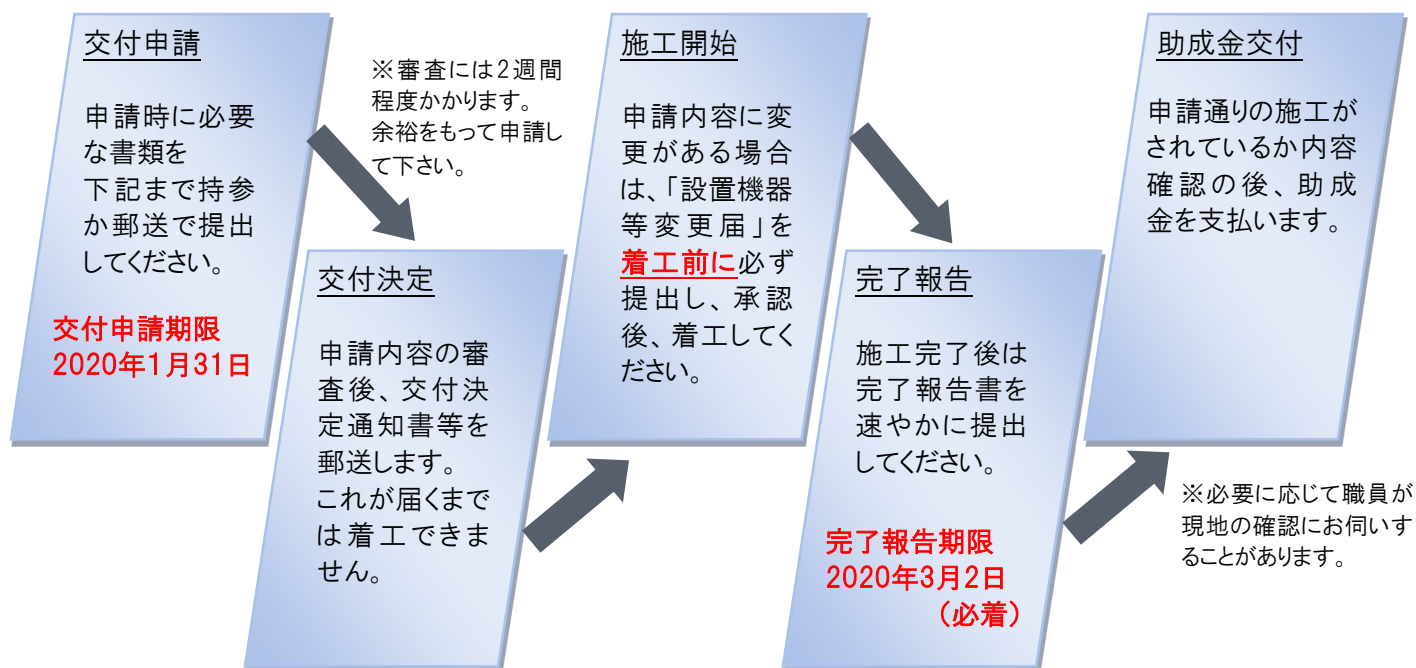 交付申請
申請時に必要
な書類を
下記まで持参
か郵送で提出
してください。
交付申請期限
2020年1月31日
※審査には2週間
程度かかります。
余裕をもって申請し
て下さい。
交付決定
申請内容の審
査後、交付決
定通知書等を
郵送します。
これが届くまで
は着工できま
せん。
施工開始
申請内容に変
更がある場合
は、「設置機器
等変更届」を
着工前に必ず
提出し、承認
後、着工してく
ださい。
完了報告
施工完了後は
完了報告書を
速やかに提出
してください。
完了報告期限
2020年3月2日
（必着）
助成金交付
申請通りの施工が
されているか内容
確認の後、助成
金を支払います。
※必要に応じて職員が
現地の確認にお伺いす
ることがあります。